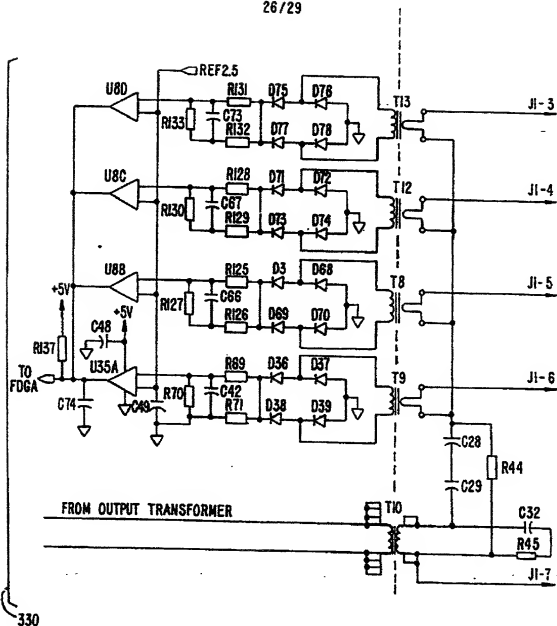 26/29
REF2.5
U8D R131 D75 D76 T13 J1-3
R133 C73
R132 D77 D78
U8C R128 D71 D72 T12 J1-4
R130 C67
R129 D73 D74
U8B R125 D3 D68 T8 J1-5
+5V R127 C66
C48 +5V R126 D69 D70
R137 U35A R69 D36 D37 T9 J1-6
TO FDGA R70 C42
C74 C49 R71 D38 D39
C28
R44
C29
FROM OUTPUT TRANSFORMER T10 C32
R45
J1-7
330